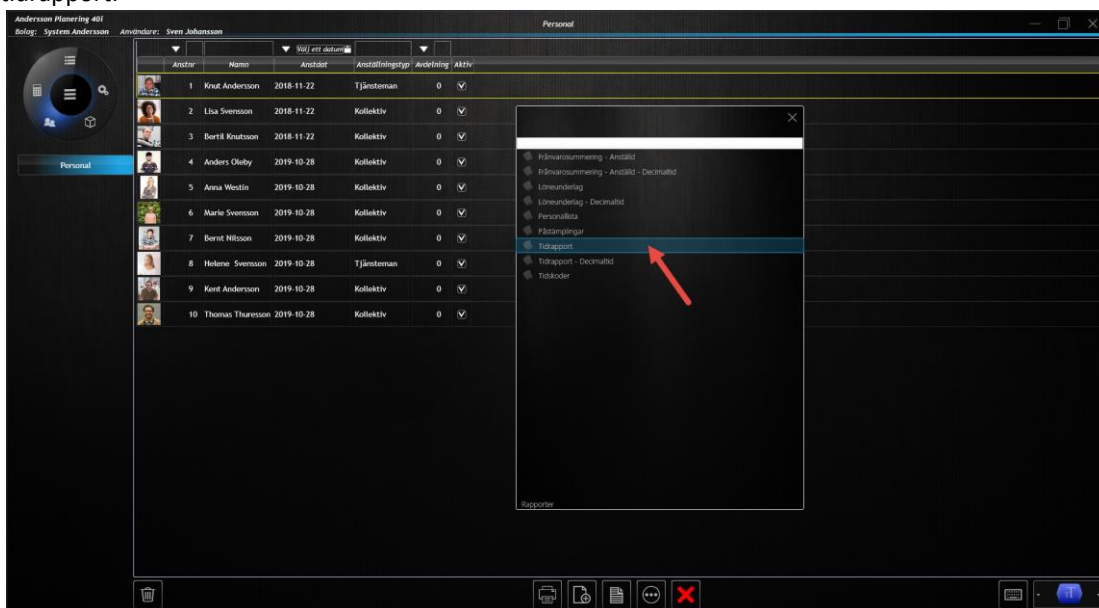 tidrapport.
Andersson Planering 40i
Bolag: System Andersson Användare: Sven Johansson
Personal
Välj ett datum
Anstnr Namn Anstdat Anställningstyp Avdelning Aktiv
1 Knut Andersson 2018-11-22 Tjänsteman 0
2 Lisa Svensson 2018-11-22 Kollektiv 0
3 Bertil Knutsson 2018-11-22 Kollektiv 0
4 Anders Oleby 2019-10-28 Kollektiv 0
5 Anna Westin 2019-10-28 Kollektiv 0
6 Marie Svensson 2019-10-28 Kollektiv 0
7 Bernt Nilsson 2019-10-28 Kollektiv 0
8 Helene Svensson 2019-10-28 Tjänsteman 0
9 Kent Andersson 2019-10-28 Kollektiv 0
10 Thomas Thuresson 2019-10-28 Kollektiv 0
Personal
Frånvarosummering - Anställd
Frånvarosummering - Anställd - Decimaltid
Löneunderlag
Löneunderlag - Decimaltid
Personallista
Påstämplingar
Tidrapport
Tidrapport - Decimaltid
Tidskoder
Rapporter